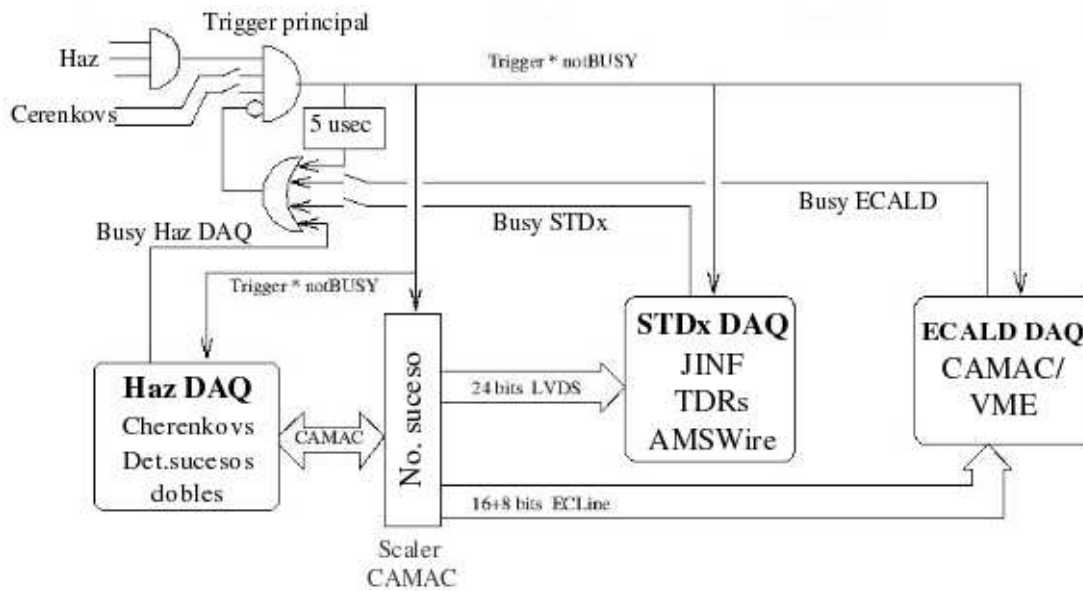 Trigger principal
Haz
Trigger * notBUSY
Cerenkovs
5 usec
Busy ECALD
Busy STDx
Busy Haz DAQ
Trigger * notBUSY
STDx DAQ
JINF
TDRs
AMSWire
ECALD DAQ
CAMAC/
VME
Haz DAQ
Cherenkovs
Det.sucesos
dobles
CAMAC
No. suceso
24 bits LVDS
16+8 bits ECLine
Scaler
CAMAC